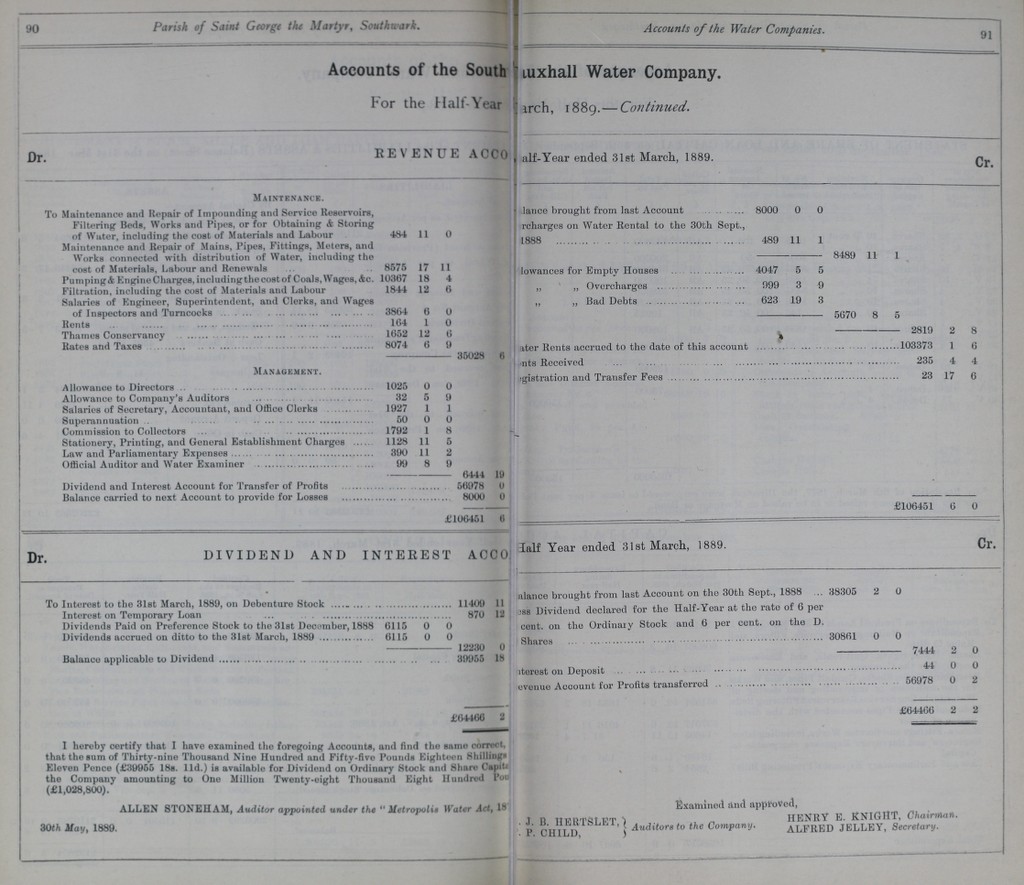 90
Parish of Saint George the Martyr, Southwark.
Accounts of the South
For the Half-Year
Dr.
REVENUE ACCO
MAINTENANCE.
To Maintenance and Repair of Impounding and Service Reservoirs,
Filtering Beds, Works and Pipes, or for Obtaining & Storing
of Water, including the cost of Materials and Labour 484 11 0
Maintenance and Repair of Mains, Pipes, Fittings, Meters, and
Works connected with distribution of Water, including the
cost of Materials, Labour and Renewals 8575 17 11
Pumping & Engine Charges, including the cost of Coals, Wages, &c. 10367 18 4
Filtration, including the cost of Materials and Labour 1844 12 6
Salaries of Engineer, Superintendent, and Clerks, and Wages
of Inspectors and Turncocks 3864 6 0
Rents 164 1 0
Thames Conservancy 1652 12 6
Rates and Taxes 8074 6 9
35028 6
MANAGEMENT.
Allowance to Directors 1025 0 0
Allowance to Company's Auditors 32 5 9
Salaries of Secretary, Accountant, and Office Clerks 1927 1 1
Superannuation 50 0 0
Commission to Collectors 1792 1 8
Stationery, Printing, and General Establishment Charges 1128 11 5
Law and Parliamentary Expenses 390 11 2
Official Auditor and Water Examiner 99 8 9
6444 19
Dividend and Interest Account for Transfer of Profits 56978 0
Balance carried to next Account to provide for Losses 8000 0
£106451 6
Dr.
DIVIDEND AND INTEREST ACCO
To Interest to the 31st March, 1889, on Debenture Stock 11409 11
Interest on Temporary Loan 870 12
Dividends Paid on Preference Stock to the 31st December, 1888 6115 0 0
Dividends accrued on ditto to the 31st March, 1889 6115 0 0
12230 0
Balance applicable to Dividend 39955 18
£64466 2
I hereby certify that I have examined the foregoing Accounts, and find the same correct,
that the sum of Thirty-nine Thousand Nine Hundred and Fifty-five Pounds Eighteen Shillings
Eleven Pence (£39955 18s. 11d.) is available for Dividend on Ordinary Stock and Share Capita
the Company amounting to One Million Twenty-eight Thousand Eight Hundred Pou
(£1,028,800).
ALLEN STONEHAM, Auditor appointed under the "Metropolis Water Act, 18
30th May, 1889.
Accounts of the Water Companies.
91
uxhall Water Company.
arch, 1889.—Continued.
alf-Year ended 31st March, 1889.
Cr.
lance brought from last Account 8000 0 0
rcharges on Water Rental to the 30th Sept.,
1888 489 11 1
8489 11 1
lowances for Empty Houses 4047 5 5
„ „ Overcharges 999 3 9
„ „ Bad Debts 623 19 3
5670 8 5
2819 2 8
ater Rents accrued to the date of this account 103373 1 6
nts Received 235 4 4
gistration and Transfer Fees 23 17 6
£106451 6 0
Half Year ended 31st March, 1889.
Cr.
alance brought from last Account on the 30th Sept., 1888 38305 2 0
ess Dividend declared for the Half-Year at the rate of 6 per
cent. on the Ordinary Stock and 6 per cent. on the D.
Shares 30861 0 0
7444 2 0
terest on Deposit 44 0 0
evenue Account for Profits transferred 56978 0 2
£64466 2 2
Examined and approved,
J. B. HERTSLET, } Auditors to the Company.
P. CHILD, }
HENRY E. KNIGHT, Chairman.
ALFRED JELLEY, Secretary.